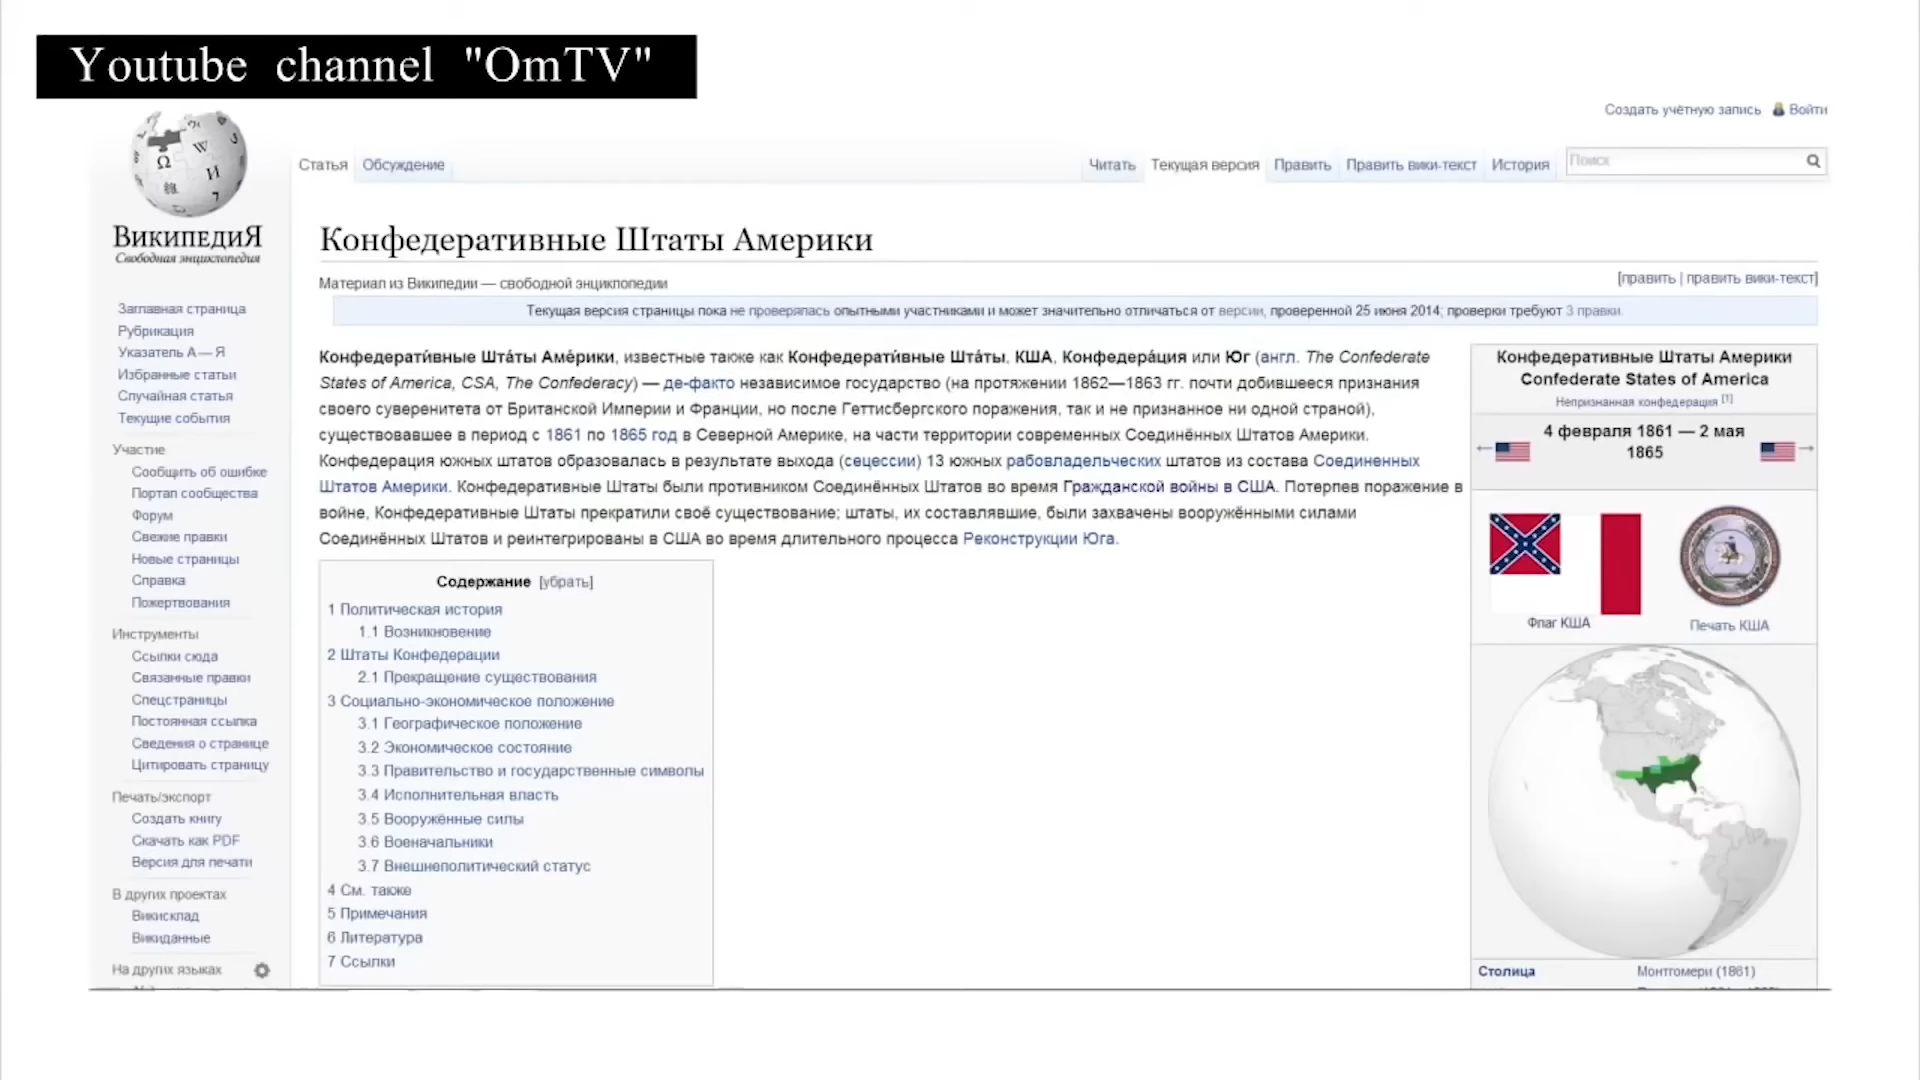 Youtube channel "OmTV"
Создать учётную запись Войти
Статья Обсуждение Читать Текущая версия Править Править вики-текст История Поиск
ВИКИПЕДИЯ
Свободная энциклопедия
Заглавная страница
Рубрикация
Указатель А — Я
Избранные статьи
Случайная статья
Текущие события
Участие
Сообщить об ошибке
Портал сообщества
Форум
Свежие правки
Новые страницы
Справка
Пожертвования
Инструменты
Ссылки сюда
Связанные правки
Спецстраницы
Постоянная ссылка
Сведения о странице
Цитировать страницу
Печать/экспорт
Создать книгу
Скачать как PDF
Версия для печати
В других проектах
Викисклад
Викиданные
На других языках
Конфедеративные Штаты Америки
Материал из Википедии — свободной энциклопедии
[править | править вики-текст]
Текущая версия страницы пока не проверялась опытными участниками и может значительно отличаться от версии, проверенной 25 июня 2014; проверки требуют 3 правки.
Конфедерати́вные Шта́ты Аме́рики, известные также как Конфедерати́вные Шта́ты, КША, Конфедера́ция или Юг (англ. The Confederate
States of America, CSA, The Confederacy) — де-факто независимое государство (на протяжении 1862—1863 гг. почти добившееся признания
своего суверенитета от Британской Империи и Франции, но после Геттисбергского поражения, так и не признанное ни одной страной),
существовавшее в период с 1861 по 1865 год в Северной Америке, на части территории современных Соединённых Штатов Америки.
Конфедерация южных штатов образовалась в результате выхода (сецессии) 13 южных рабовладельческих штатов из состава Соединенных
Штатов Америки. Конфедеративные Штаты были противником Соединённых Штатов во время Гражданской войны в США. Потерпев поражение в
войне, Конфедеративные Штаты прекратили своё существование; штаты, их составлявшие, были захвачены вооружёнными силами
Соединённых Штатов и реинтегрированы в США во время длительного процесса Реконструкции Юга.
Содержание [убрать]
1 Политическая история
1.1 Возникновение
2 Штаты Конфедерации
2.1 Прекращение существования
3 Социально-экономическое положение
3.1 Географическое положение
3.2 Экономическое состояние
3.3 Правительство и государственные символы
3.4 Исполнительная власть
3.5 Вооружённые силы
3.6 Военачальники
3.7 Внешнеполитический статус
4 См. также
5 Примечания
6 Литература
7 Ссылки
Конфедеративные Штаты Америки
Confederate States of America
Непризнанная конфедерация [1]
4 февраля 1861 — 2 мая
1865
Флаг КША
Печать КША
Столица Монтгомери (1861)